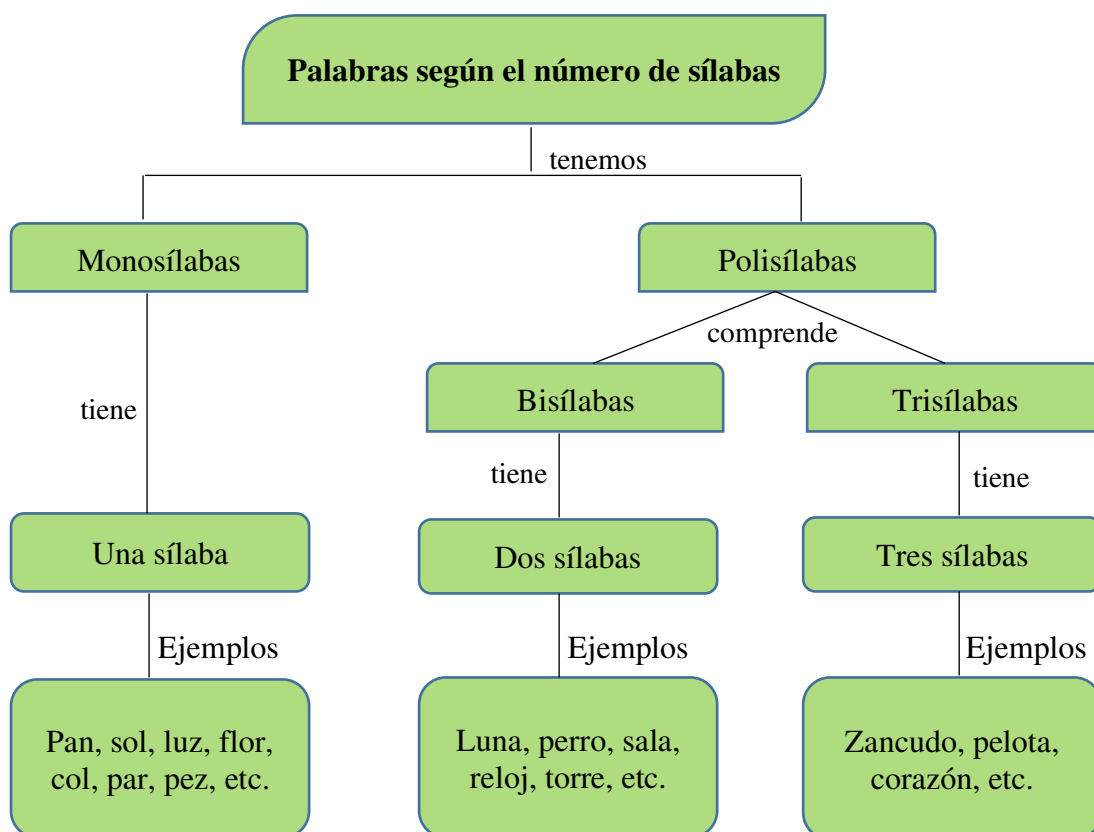 Palabras según el número de sílabas
tenemos
Monosílabas
Polisílabas
comprende
Bisílabas
Trisílabas
tiene
tiene
tiene
Una sílaba
Dos sílabas
Tres sílabas
Ejemplos
Ejemplos
Ejemplos
Pan, sol, luz, flor,
col, par, pez, etc.
Luna, perro, sala,
reloj, torre, etc.
Zancudo, pelota,
corazón, etc.